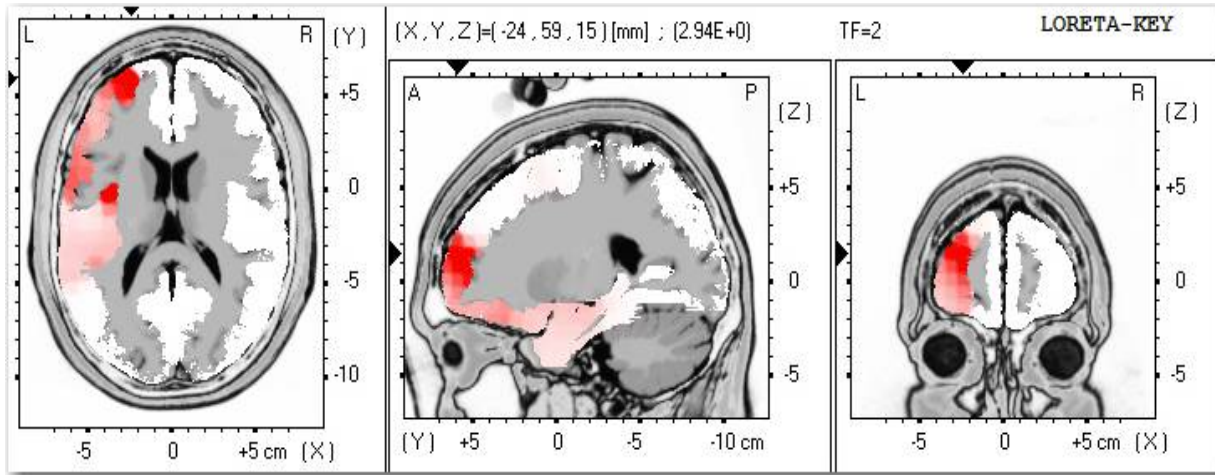 (X,Y,Z)=(-24,59,15)[mm] ; (2.94E+0) TF=2 LORETA-KEY
L R (Y)
+5
0
-5
-10
-5 0 +5 cm (X)
A P (Z)
+5
0
-5
(Y) +5 0 -5 -10 cm
L R (Z)
+5
0
-5
-5 0 +5 cm (X)